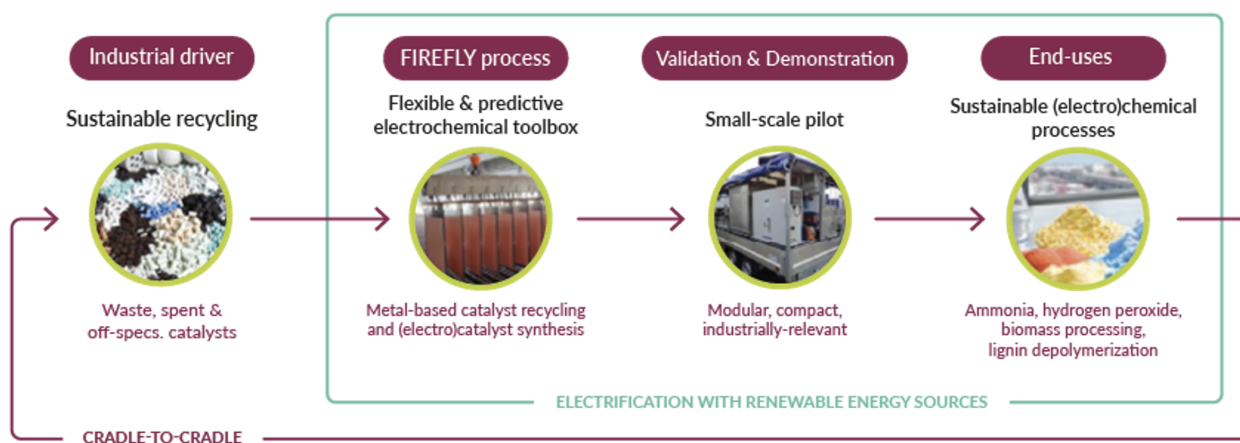 Industrial driver
FIREFLY process
Validation & Demonstration
End-uses
Sustainable recycling
Flexible & predictive
electrochemical toolbox
Small-scale pilot
Sustainable (electro)chemical
processes
Waste, spent &
off-specs. catalysts
Metal-based catalyst recycling
and (electro)catalyst synthesis
Modular, compact,
industrially-relevant
Ammonia, hydrogen peroxide,
biomass processing,
lignin depolymerization
ELECTRIFICATION WITH RENEWABLE ENERGY SOURCES
CRADLE-TO-CRADLE